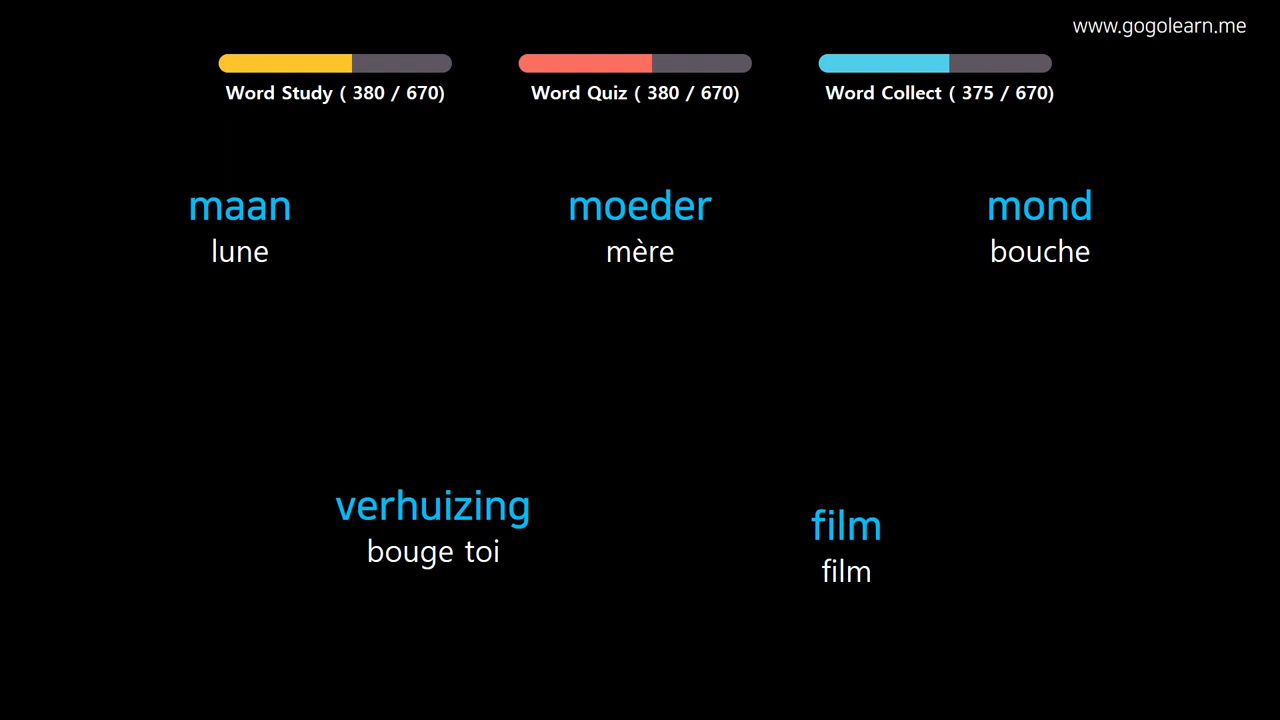 www.gogolearn.me
Word Study ( 380 / 670)
Word Quiz ( 380 / 670)
Word Collect ( 375 / 670)
maan
lune
moeder
mère
mond
bouche
verhuizing
bouge toi
film
film